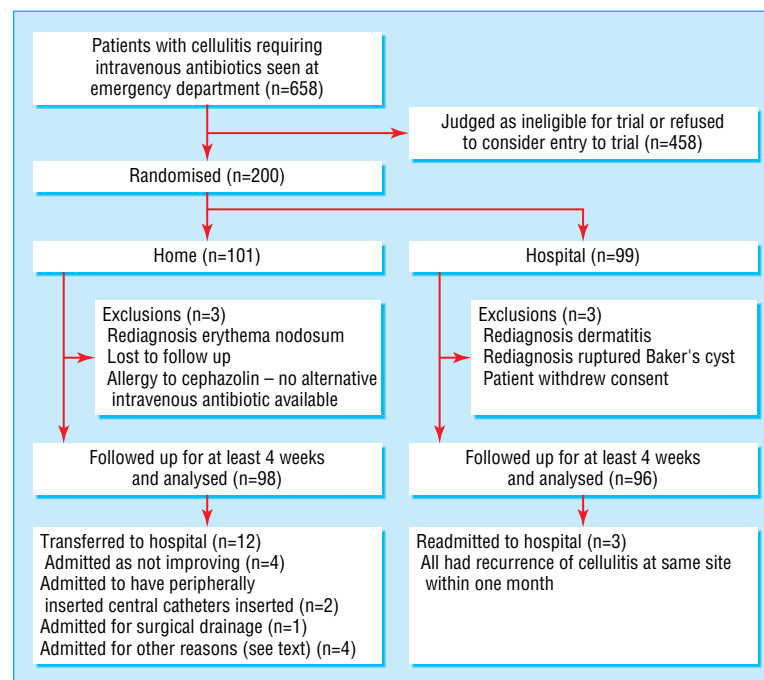 Patients with cellulitis requiring
intravenous antibiotics seen at
emergency department (n=658)
Judged as ineligible for trial or refused
to consider entry to trial (n=458)
Randomised (n=200)
Home (n=101)
Hospital (n=99)
Exclusions (n=3)
Rediagnosis erythema nodosum
Lost to follow up
Allergy to cephazolin – no alternative
intravenous antibiotic available
Exclusions (n=3)
Rediagnosis dermatitis
Rediagnosis ruptured Baker's cyst
Patient withdrew consent
Followed up for at least 4 weeks
and analysed (n=98)
Followed up for at least 4 weeks
and analysed (n=96)
Transferred to hospital (n=12)
Admitted as not improving (n=4)
Admitted to have peripherally
inserted central catheters inserted (n=2)
Admitted for surgical drainage (n=1)
Admitted for other reasons (see text) (n=4)
Readmitted to hospital (n=3)
All had recurrence of cellulitis at same site
within one month